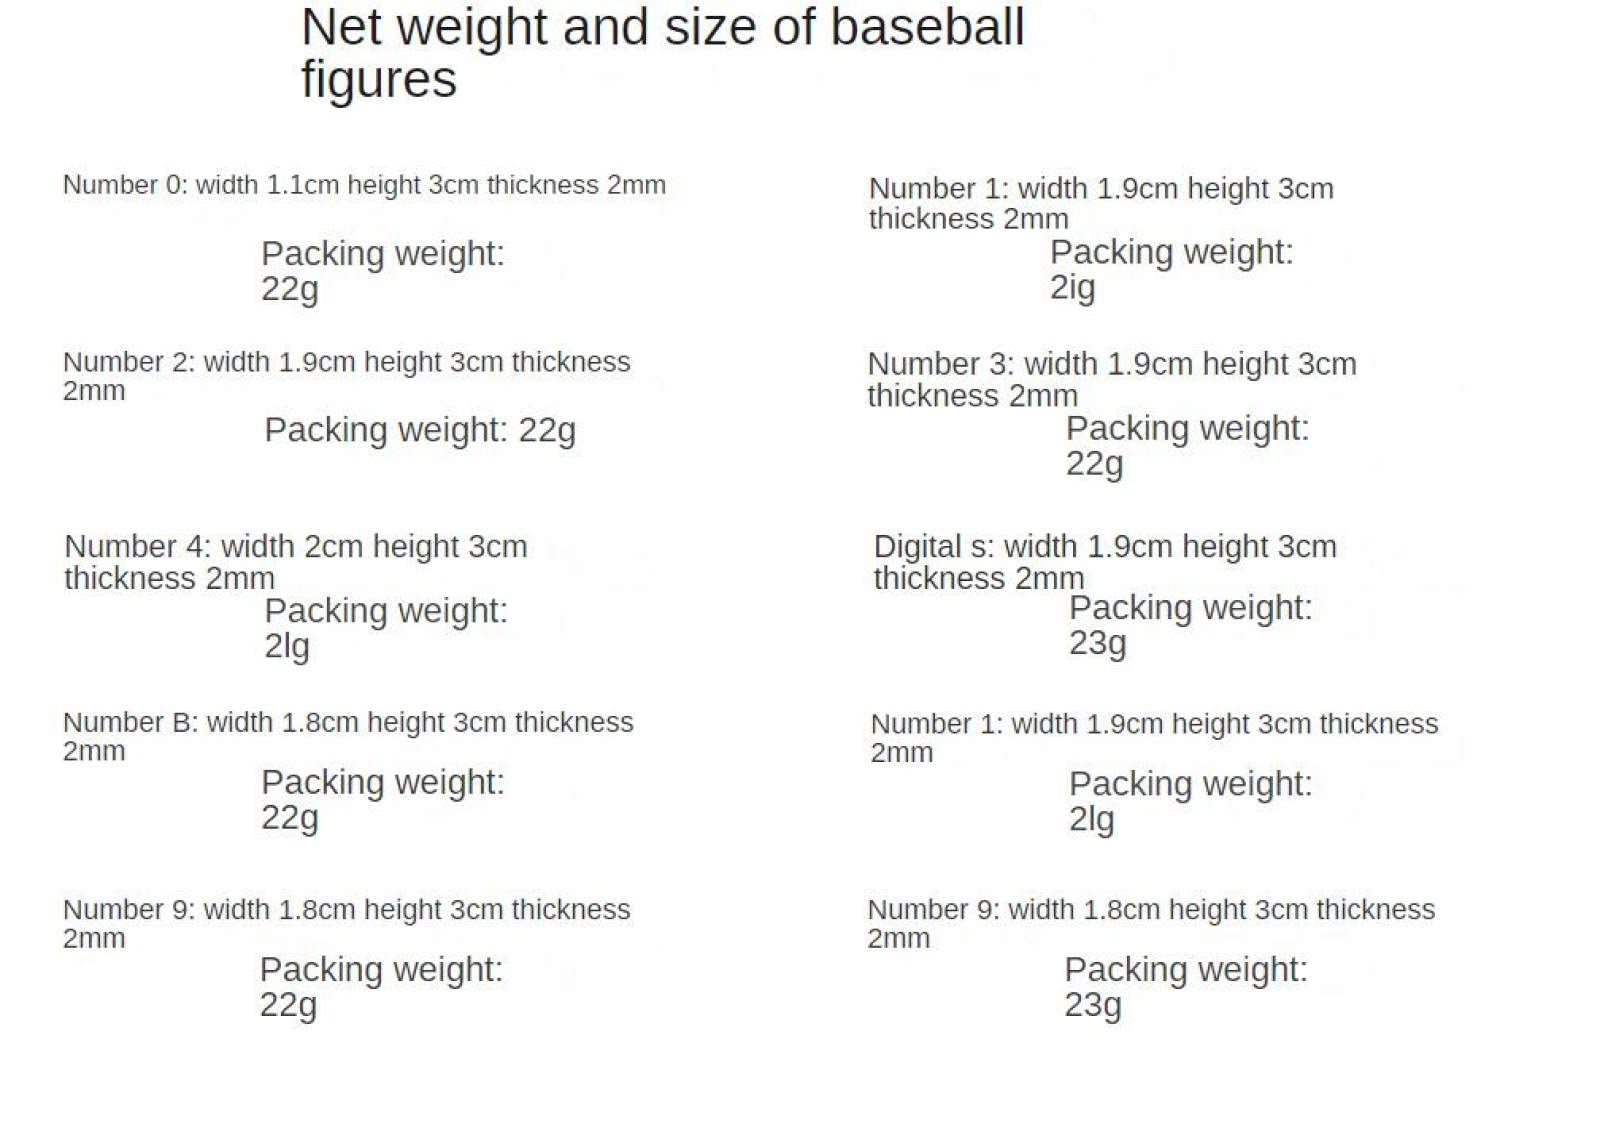 Net weight and size of baseball
figures
Number 0: width 1.1cm height 3cm thickness 2mm
Packing weight:
22g
Number 1: width 1.9cm height 3cm
thickness 2mm
Packing weight:
2ig
Number 2: width 1.9cm height 3cm thickness
2mm
Packing weight: 22g
Number 3: width 1.9cm height 3cm
thickness 2mm
Packing weight:
22g
Number 4: width 2cm height 3cm
thickness 2mm
Packing weight:
2lg
Digital s: width 1.9cm height 3cm
thickness 2mm
Packing weight:
23g
Number B: width 1.8cm height 3cm thickness
2mm
Packing weight:
22g
Number 1: width 1.9cm height 3cm thickness
2mm
Packing weight:
2lg
Number 9: width 1.8cm height 3cm thickness
2mm
Packing weight:
22g
Number 9: width 1.8cm height 3cm thickness
2mm
Packing weight:
23g